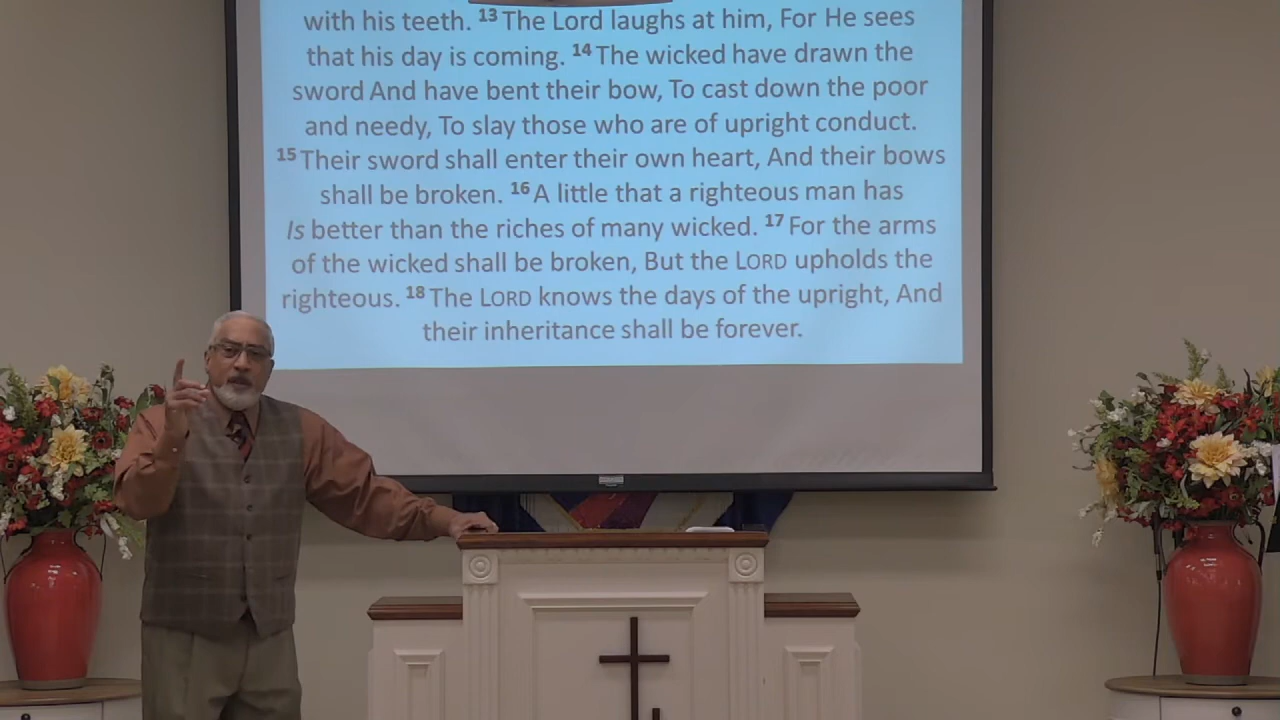 with his teeth. 13 The Lord laughs at him, For He sees
that his day is coming. 14 The wicked have drawn the
sword And have bent their bow, To cast down the poor
and needy, To slay those who are of upright conduct.
15 Their sword shall enter their own heart, And their bows
shall be broken. 16 A little that a righteous man has
Is better than the riches of many wicked. 17 For the arms
of the wicked shall be broken, But the LORD upholds the
righteous. 18 The LORD knows the days of the upright, And
their inheritance shall be forever.